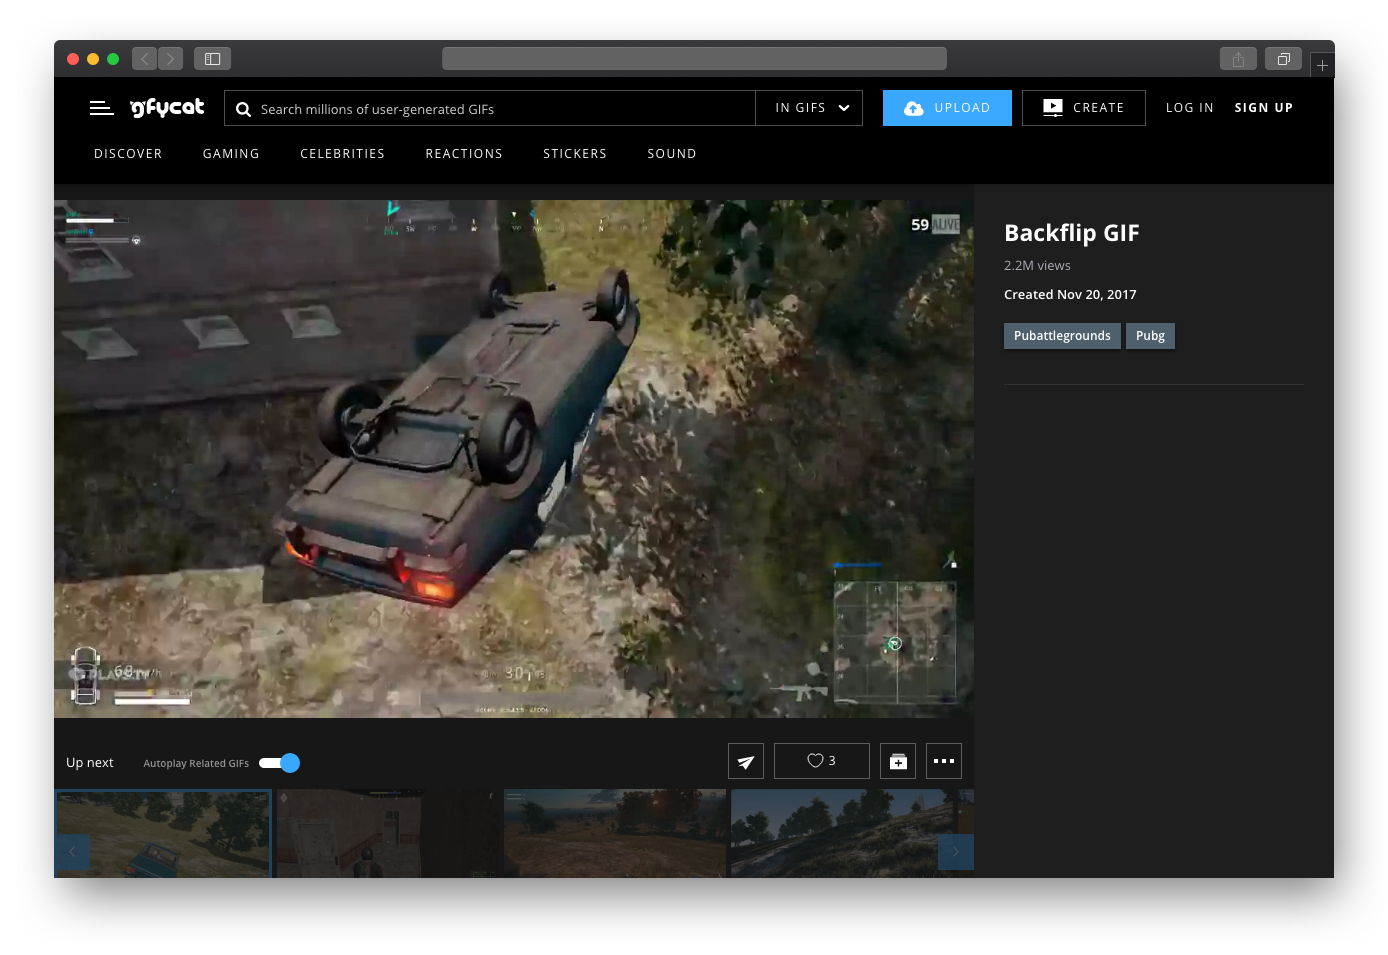 gfycat
Search millions of user-generated GIFs
IN GIFS
UPLOAD
CREATE
LOG IN
SIGN UP
DISCOVER
GAMING
CELEBRITIES
REACTIONS
STICKERS
SOUND
59 ALIVE
SW
W
N
Backflip GIF
2.2M views
Created Nov 20, 2017
Pubattlegrounds
Pubg
68 km/h
30
Up next
Autoplay Related GIFs
3